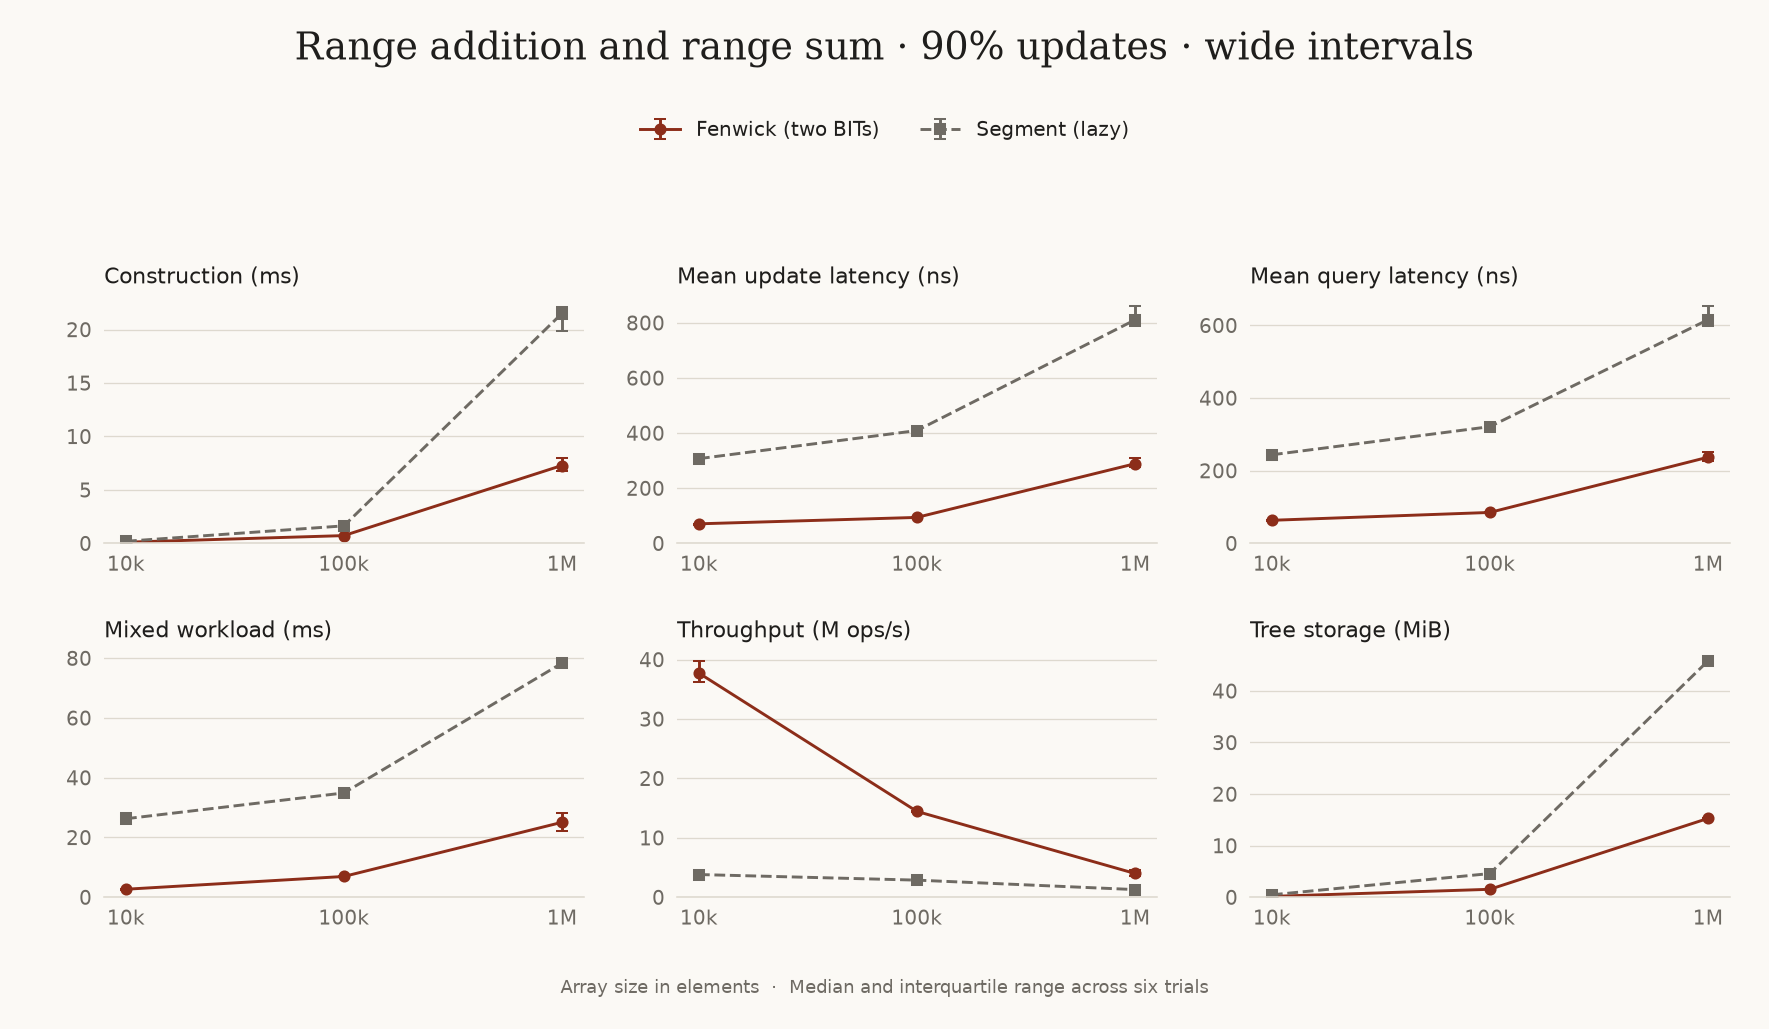 Range addition and range sum · 90% updates · wide intervals
Fenwick (two BITs) Segment (lazy)
Construction (ms)
20
15
10
5
0
10k 100k 1M
Mean update latency (ns)
800
600
400
200
0
10k 100k 1M
Mean query latency (ns)
600
400
200
0
10k 100k 1M
Mixed workload (ms)
80
60
40
20
0
10k 100k 1M
Throughput (M ops/s)
40
30
20
10
0
10k 100k 1M
Tree storage (MiB)
40
30
20
10
0
10k 100k 1M
Array size in elements · Median and interquartile range across six trials